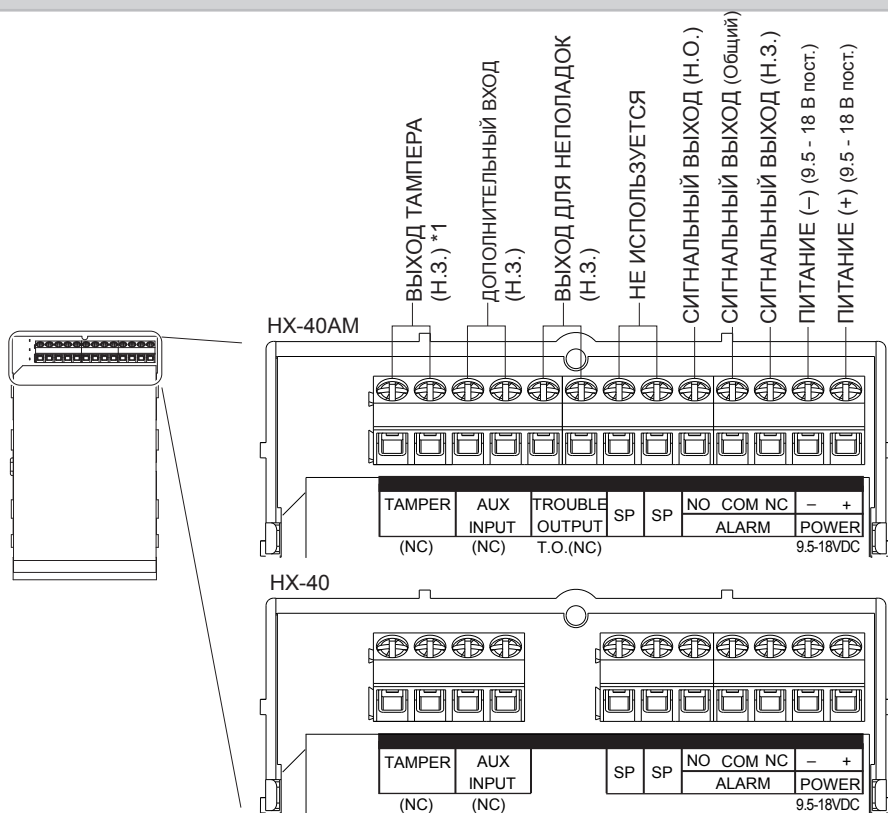 ВЫХОД ТАМПЕРА
(Н.З.) *1
ДОПОЛНИТЕЛЬНЫЙ ВХОД
(Н.З.)
ВЫХОД ДЛЯ НЕПОЛАДОК
(Н.З.)
НЕ ИСПОЛЬЗУЕТСЯ
СИГНАЛЬНЫЙ ВЫХОД (Н.О.)
СИГНАЛЬНЫЙ ВЫХОД (Общий)
СИГНАЛЬНЫЙ ВЫХОД (Н.З.)
ПИТАНИЕ (–) (9.5 - 18 В пост.)
ПИТАНИЕ (+) (9.5 - 18 В пост.)
HX-40AM
TAMPER
(NC)
AUX
INPUT
(NC)
TROUBLE
OUTPUT
T.O.(NC)
SP
SP
NO COM NC
ALARM
– +
POWER
9.5-18VDC
HX-40
TAMPER
(NC)
AUX
INPUT
(NC)
SP
SP
NO COM NC
ALARM
– +
POWER
9.5-18VDC